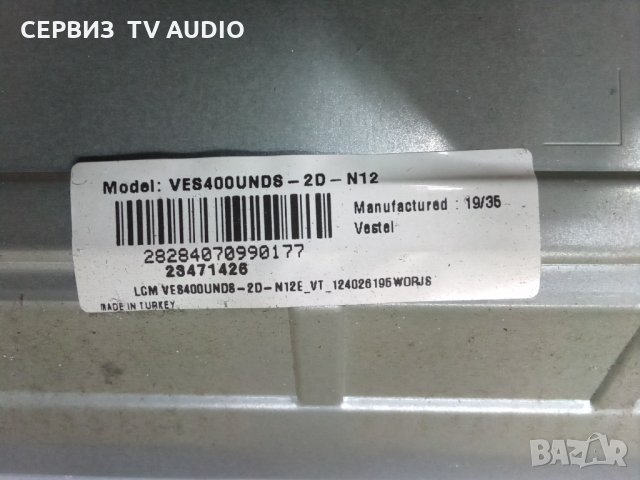 СЕРВИЗ TV AUDIO
Model: VES400UNDS-2D-N12
Manufactured : 19/35
Vestel
28284070990177
23471426
LCM VES400UNDS-2D-N12E_VT_124026195WORJS
MADE IN TURKEY
BAZAR